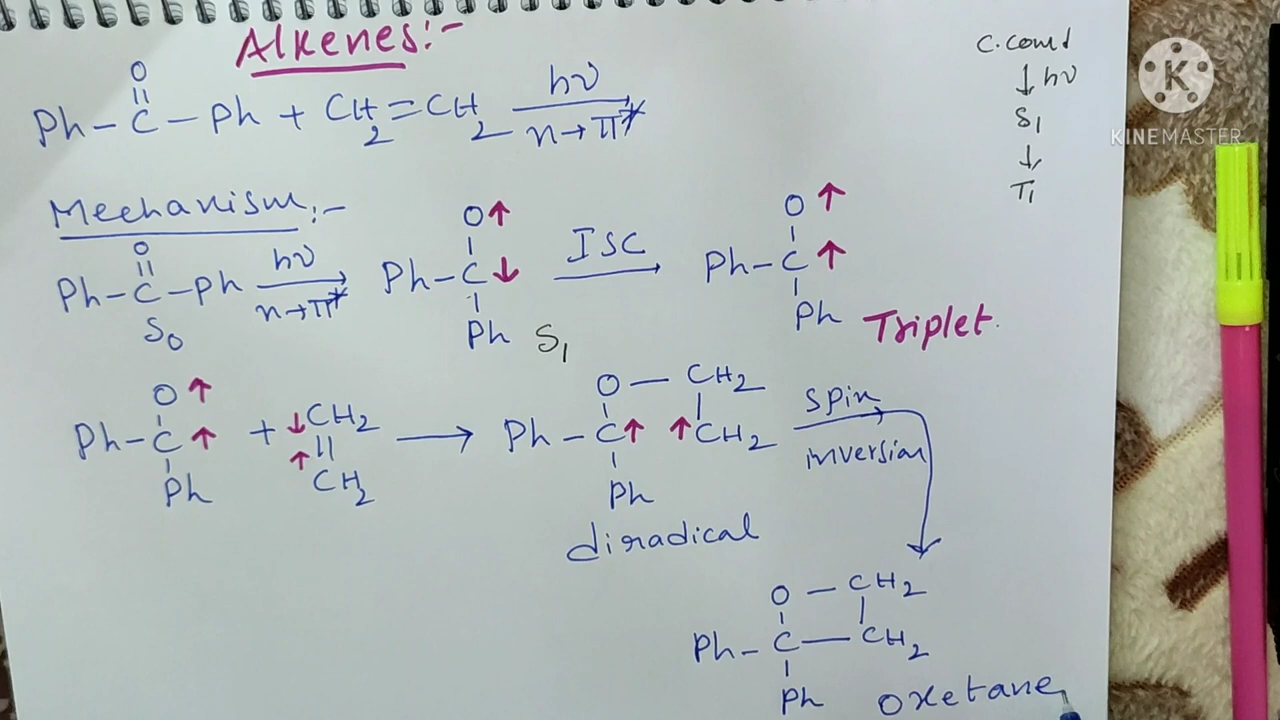 Alkenes:-
O
||
Ph-C-Ph + CH2=CH2 hν n→π*
C. comd
↓hν
S1
↓
T1
KINEMASTER
Mechanism:-
O
||
Ph-C-Ph
S0
hν
n→π*
O↑
|
Ph-C↓
|
Ph S1
ISC
O↑
|
Ph-C↑
|
Ph Triplet.
O↑
|
Ph-C↑
|
Ph
+
↓CH2
↑||
CH2
→
O—CH2
| |
Ph-C↑ ↑CH2
|
Ph
diradical
spin
inversion
O—CH2
| |
Ph-C—CH2
|
Ph oxetane